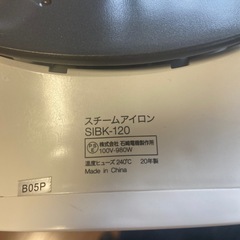 スチームアイロン
SIBK-120
株式会社 石崎電機製作所
100V-980W
温度ヒューズ 240℃ 20年製
Made in China
B05P